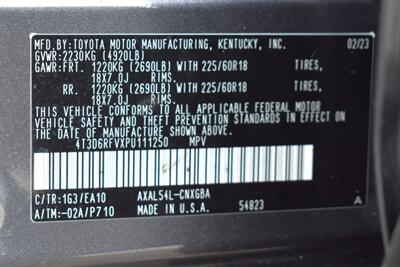 MFD.BY:TOYOTA MOTOR MANUFACTURING, KENTUCKY, INC. 02/23
GVWR:2230KG (4920LB)
GAWR: FRT. 1220KG (2690LB) WITH 225/60R18 TIRES,
18X7.0J RIMS.
RR. 1220KG (2690LB) WITH 225/60R18 TIRES,
18X7.0J RIMS.
THIS VEHICLE CONFORMS TO ALL APPLICABLE FEDERAL MOTOR
VEHICLE SAFETY AND THEFT PREVENTION STANDARDS IN EFFECT
ON THE DATE OF MANUFACTURE SHOWN ABOVE.
4T3D6RFVXPU111250 MPV
C/TR:1G3/EA10 AXAL54L-CNXGBA
A/TM:-02A/P710 MADE IN U.S.A. 54823 A